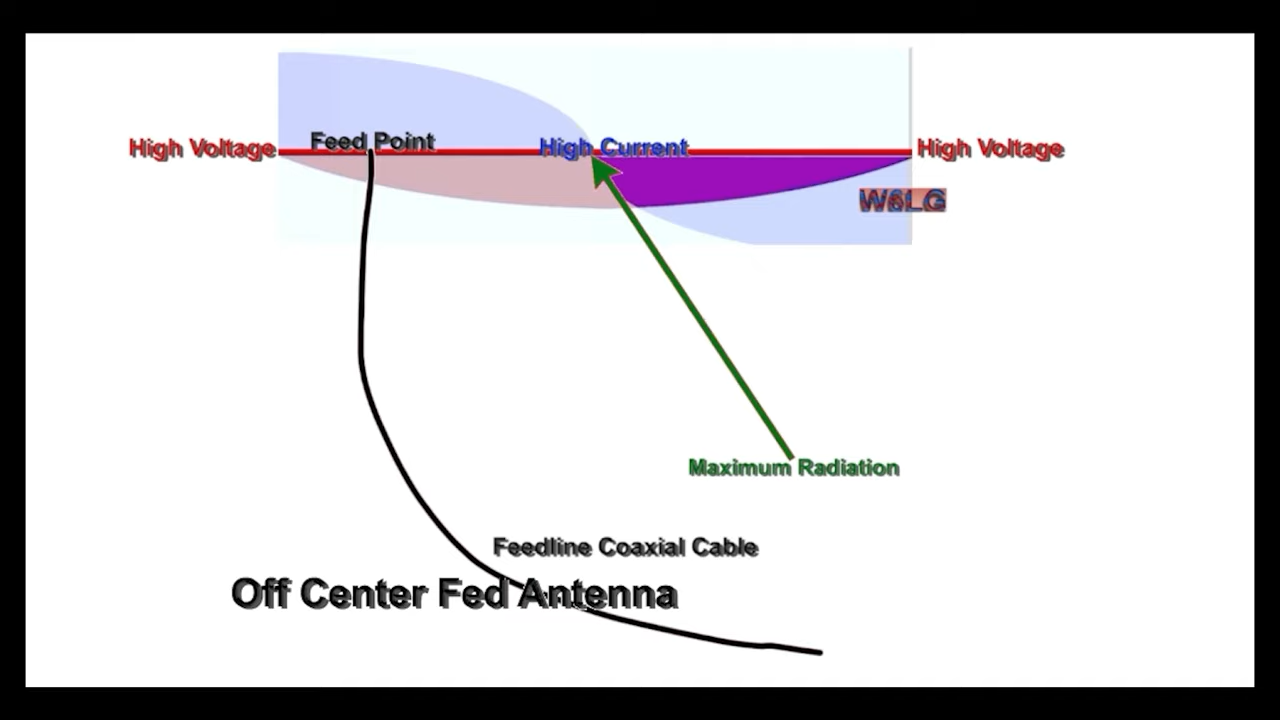 Feed Point
High Voltage
High Current
High Voltage
W6LG
Maximum Radiation
Feedline Coaxial Cable
Off Center Fed Antenna